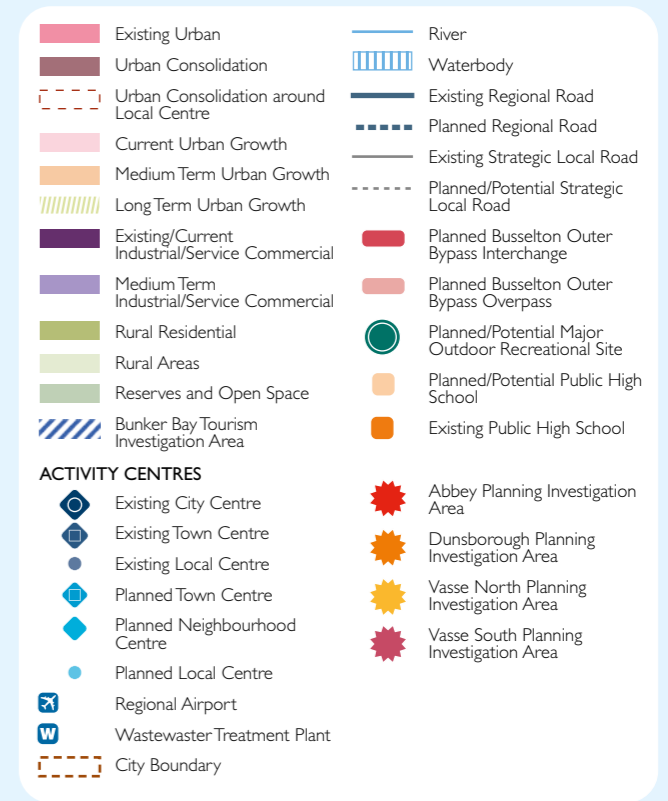 Existing Urban
Urban Consolidation
Urban Consolidation around
Local Centre
Current Urban Growth
Medium Term Urban Growth
Long Term Urban Growth
Existing/Current
Industrial/Service Commercial
Medium Term
Industrial/Service Commercial
Rural Residential
Rural Areas
Reserves and Open Space
Bunker Bay Tourism
Investigation Area
ACTIVITY CENTRES
Existing City Centre
Existing Town Centre
Existing Local Centre
Planned Town Centre
Planned Neighbourhood
Centre
Planned Local Centre
Regional Airport
W
Wastewater Treatment Plant
City Boundary
River
Waterbody
Existing Regional Road
Planned Regional Road
Existing Strategic Local Road
Planned/Potential Strategic
Local Road
Planned Busselton Outer
Bypass Interchange
Planned Busselton Outer
Bypass Overpass
Planned/Potential Major
Outdoor Recreational Site
Planned/Potential Public High
School
Existing Public High School
Abbey Planning Investigation
Area
Dunsborough Planning
Investigation Area
Vasse North Planning
Investigation Area
Vasse South Planning
Investigation Area